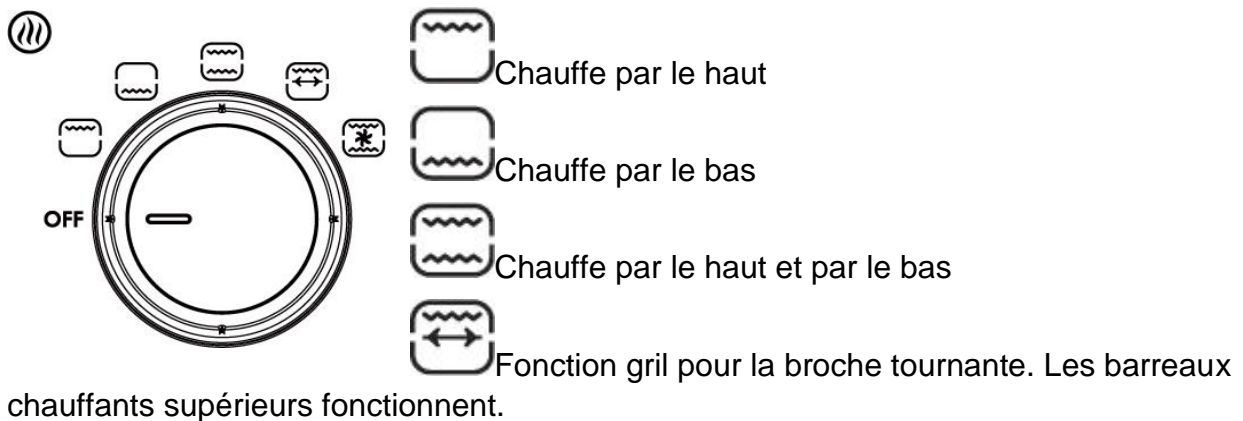 Chauffe par le haut
Chauffe par le bas
OFF
Chauffe par le haut et par le bas
Fonction gril pour la broche tournante. Les barreaux
chauffants supérieurs fonctionnent.